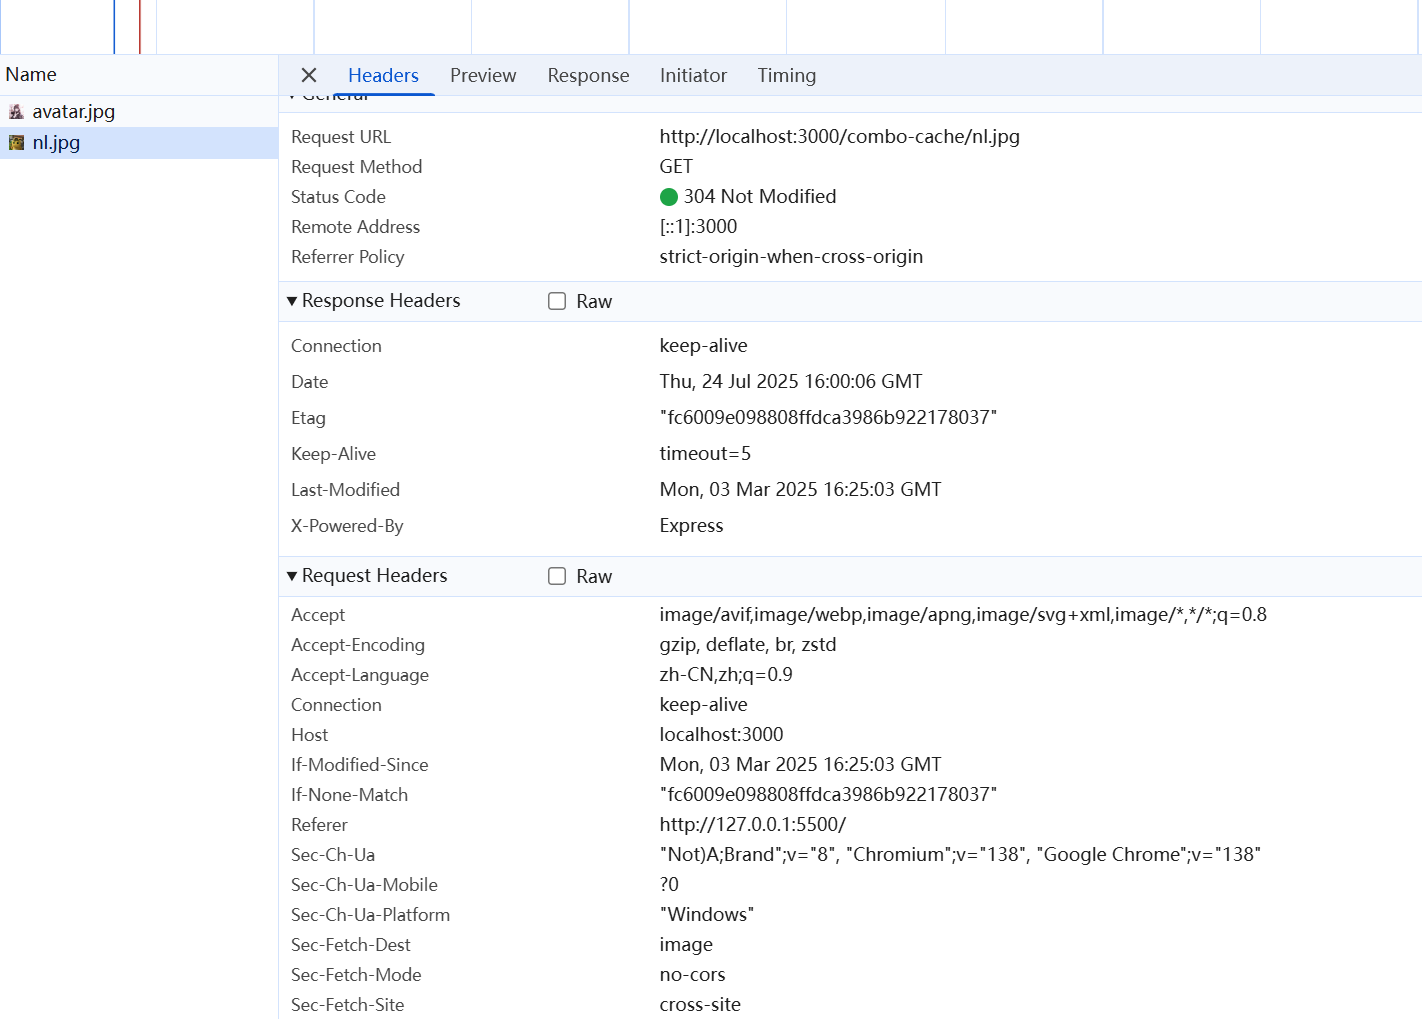 Name
Headers Preview Response Initiator Timing
avatar.jpg
nl.jpg
General
Request URL http://localhost:3000/combo-cache/nl.jpg
Request Method GET
Status Code 304 Not Modified
Remote Address [::1]:3000
Referrer Policy strict-origin-when-cross-origin
Response Headers Raw
Connection keep-alive
Date Thu, 24 Jul 2025 16:00:06 GMT
Etag "fc6009e098808ffdca3986b922178037"
Keep-Alive timeout=5
Last-Modified Mon, 03 Mar 2025 16:25:03 GMT
X-Powered-By Express
Request Headers Raw
Accept image/avif,image/webp,image/apng,image/svg+xml,image/*,*/*;q=0.8
Accept-Encoding gzip, deflate, br, zstd
Accept-Language zh-CN,zh;q=0.9
Connection keep-alive
Host localhost:3000
If-Modified-Since Mon, 03 Mar 2025 16:25:03 GMT
If-None-Match "fc6009e098808ffdca3986b922178037"
Referer http://127.0.0.1:5500/
Sec-Ch-Ua "Not)A;Brand";v="8", "Chromium";v="138", "Google Chrome";v="138"
Sec-Ch-Ua-Mobile ?0
Sec-Ch-Ua-Platform "Windows"
Sec-Fetch-Dest image
Sec-Fetch-Mode no-cors
Sec-Fetch-Site cross-site